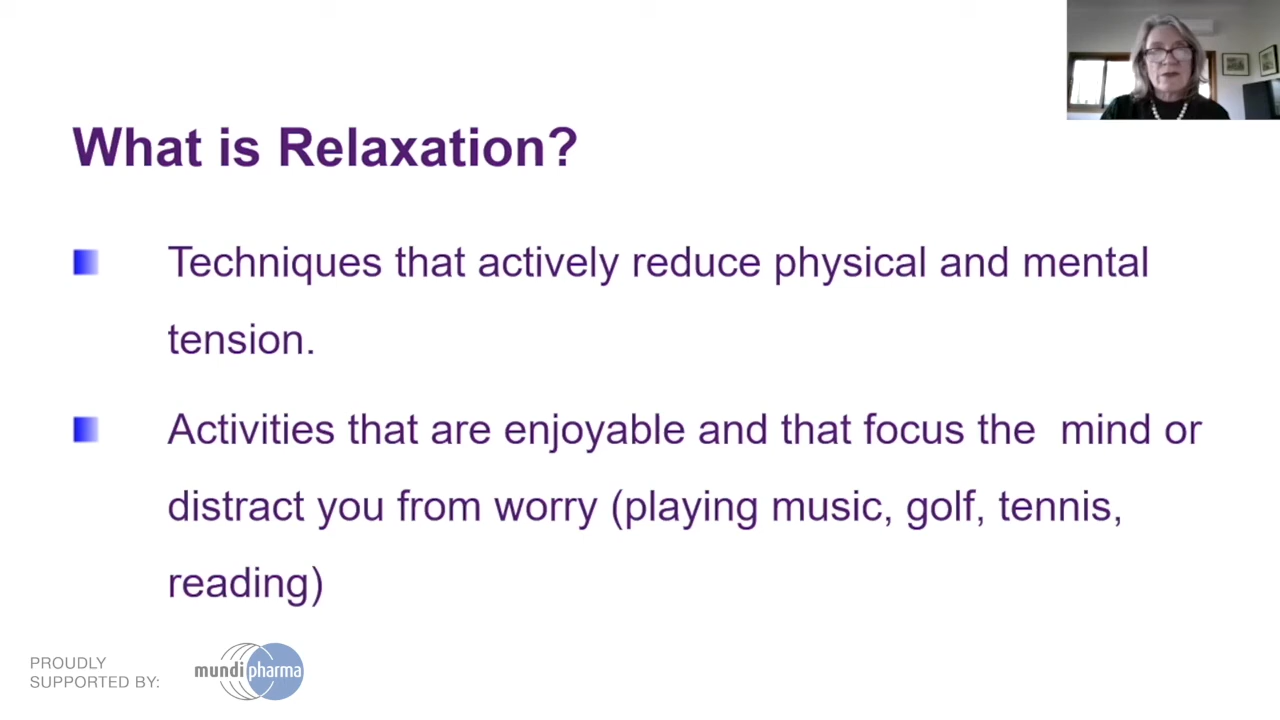 What is Relaxation?
Techniques that actively reduce physical and mental
tension.
Activities that are enjoyable and that focus the  mind or
distract you from worry (playing music, golf, tennis,
reading)
PROUDLY
SUPPORTED BY:
mundipharma